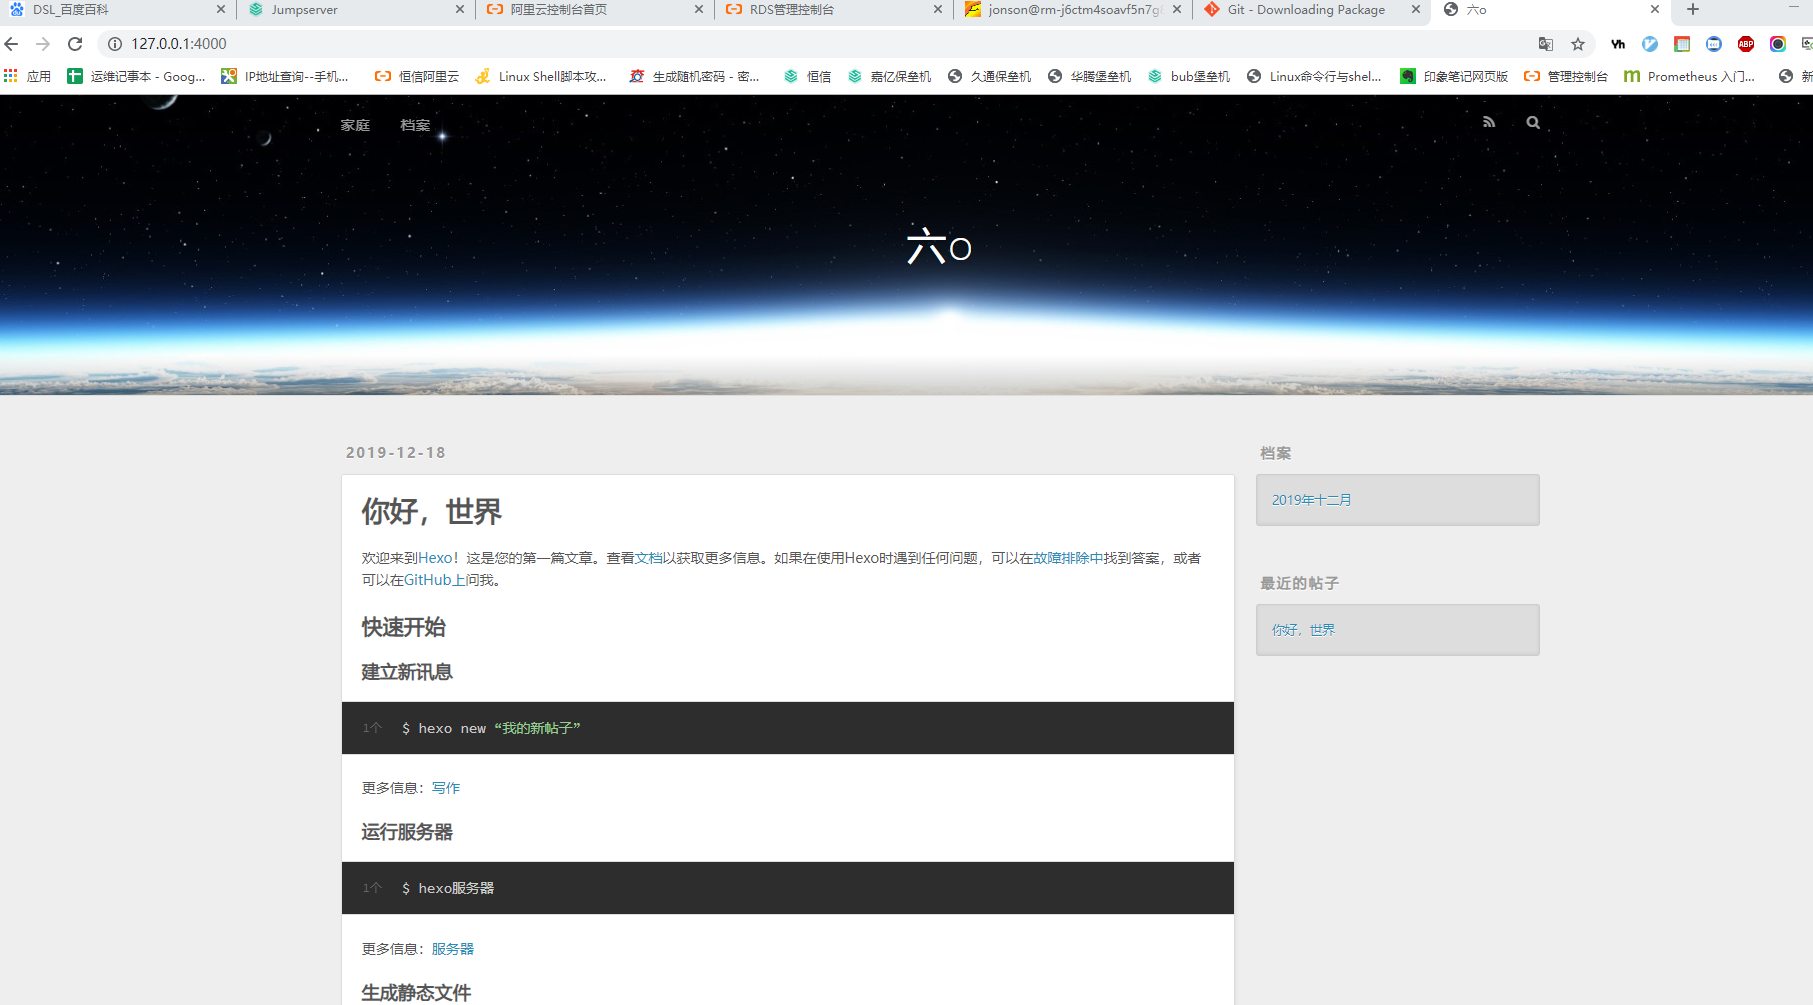 DSL_百度百科
Jumpserver
阿里云控制台首页
RDS管理控制台
jonson@rm-j6ctm4soavf5n7g
Git - Downloading Package
六o
127.0.0.1:4000
应用
运维记事本 - Goog...
IP地址查询--手机...
恒信阿里云
Linux Shell脚本攻...
生成随机密码 - 密...
恒信
嘉亿保垒机
久通保垒机
华腾堡垒机
bub堡垒机
Linux命令行与shel...
印象笔记网页版
管理控制台
Prometheus 入门...
新
家庭 档案
六o
2019-12-18
你好，世界
欢迎来到Hexo！这是您的第一篇文章。查看文档以获取更多信息。如果在使用Hexo时遇到任何问题，可以在故障排除中找到答案，或者
可以在GitHub上问我。
快速开始
建立新讯息
1个 $ hexo new “我的新帖子”
更多信息：写作
运行服务器
1个 $ hexo服务器
更多信息：服务器
生成静态文件
档案
2019年十二月
最近的帖子
你好，世界